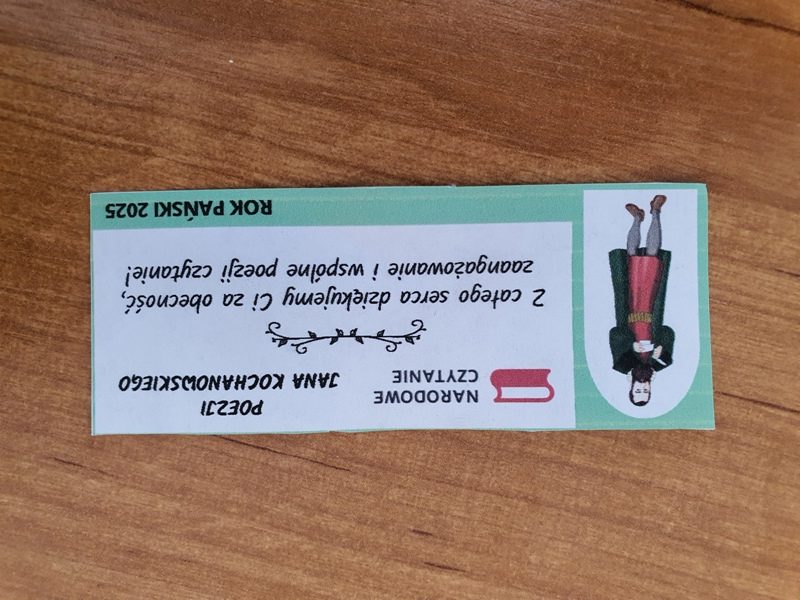 NARODOWE
CZYTANIE
POEZJI
JANA KOCHANOWSKIEGO
Z całego serca dziękujemy Ci za obecność,
zaangażowanie i wspólne poezji czytanie!
ROK PAŃSKI 2025